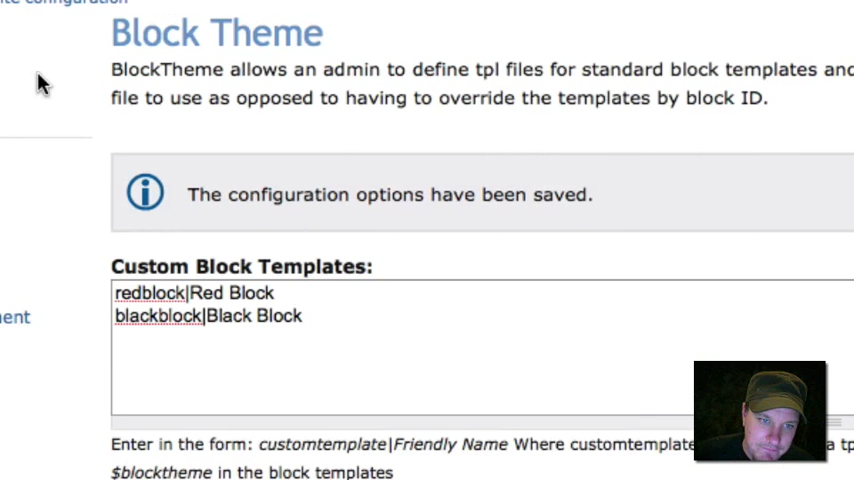 configuration
Block Theme
BlockTheme allows an admin to define tpl files for standard block templates and
file to use as opposed to having to override the templates by block ID.
The configuration options have been saved.
Custom Block Templates:
redblock|Red Block
blackblock|Black Block
ent
Enter in the form: customtemplate|Friendly Name Where customtemplate a tp
$blocktheme in the block templates